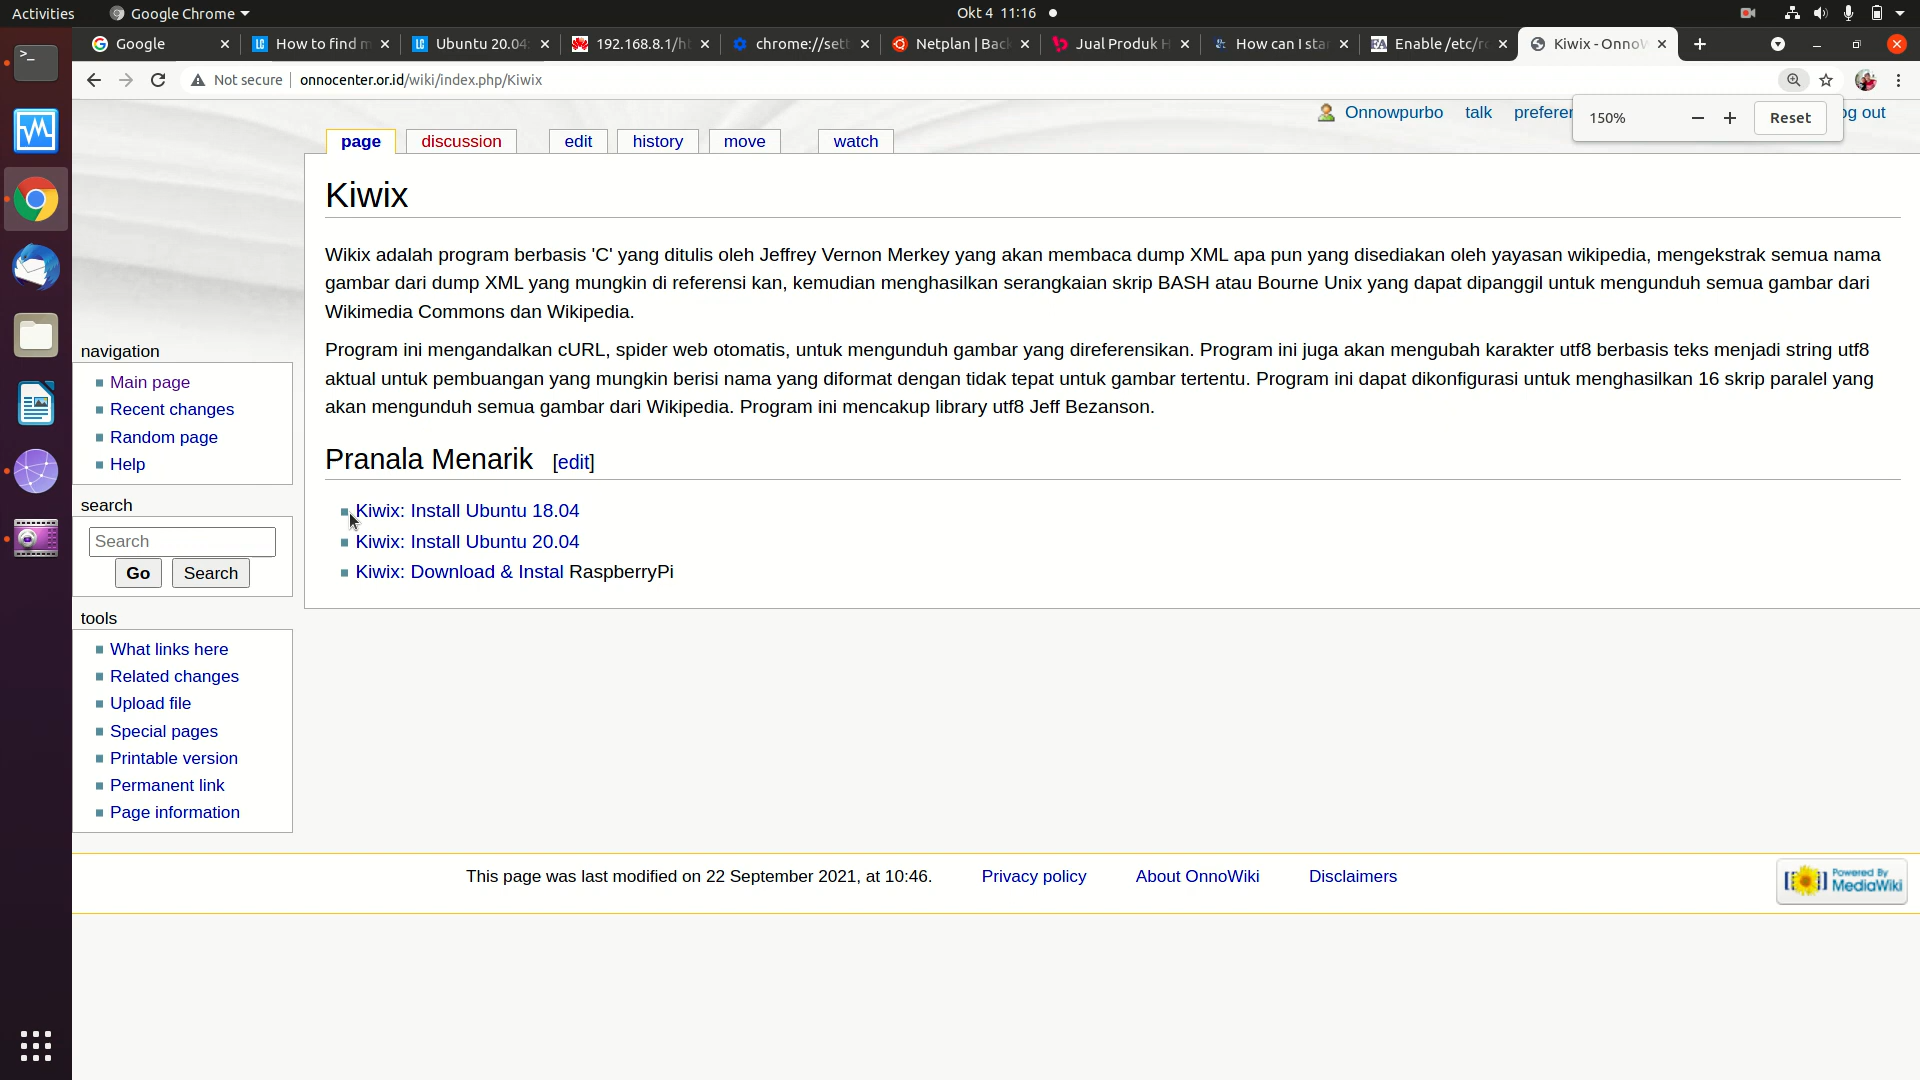 Activities
Google Chrome
Okt 4 11:16
Google
How to find m
Ubuntu 20.04:
192.168.8.1/ht
chrome://sett
Netplan | Back
Jual Produk H
How can I sta
Enable /etc/r
Kiwix - OnnoW
Not secure
onnocenter.or.id/wiki/index.php/Kiwix
Onnowpurbo
talk
prefere
150%
Reset
og out
page
discussion
edit
history
move
watch
Kiwix
Wikix adalah program berbasis 'C' yang ditulis oleh Jeffrey Vernon Merkey yang akan membaca dump XML apa pun yang disediakan oleh yayasan wikipedia, mengekstrak semua nama
gambar dari dump XML yang mungkin di referensi kan, kemudian menghasilkan serangkaian skrip BASH atau Bourne Unix yang dapat dipanggil untuk mengunduh semua gambar dari
Wikimedia Commons dan Wikipedia.
Program ini mengandalkan cURL, spider web otomatis, untuk mengunduh gambar yang direferensikan. Program ini juga akan mengubah karakter utf8 berbasis teks menjadi string utf8
aktual untuk pembuangan yang mungkin berisi nama yang diformat dengan tidak tepat untuk gambar tertentu. Program ini dapat dikonfigurasi untuk menghasilkan 16 skrip paralel yang
akan mengunduh semua gambar dari Wikipedia. Program ini mencakup library utf8 Jeff Bezanson.
Pranala Menarik [edit]
Kiwix: Install Ubuntu 18.04
Kiwix: Install Ubuntu 20.04
Kiwix: Download & Instal RaspberryPi
navigation
Main page
Recent changes
Random page
Help
search
Search
Go
Search
tools
What links here
Related changes
Upload file
Special pages
Printable version
Permanent link
Page information
This page was last modified on 22 September 2021, at 10:46.
Privacy policy
About OnnoWiki
Disclaimers
Powered By
MediaWiki